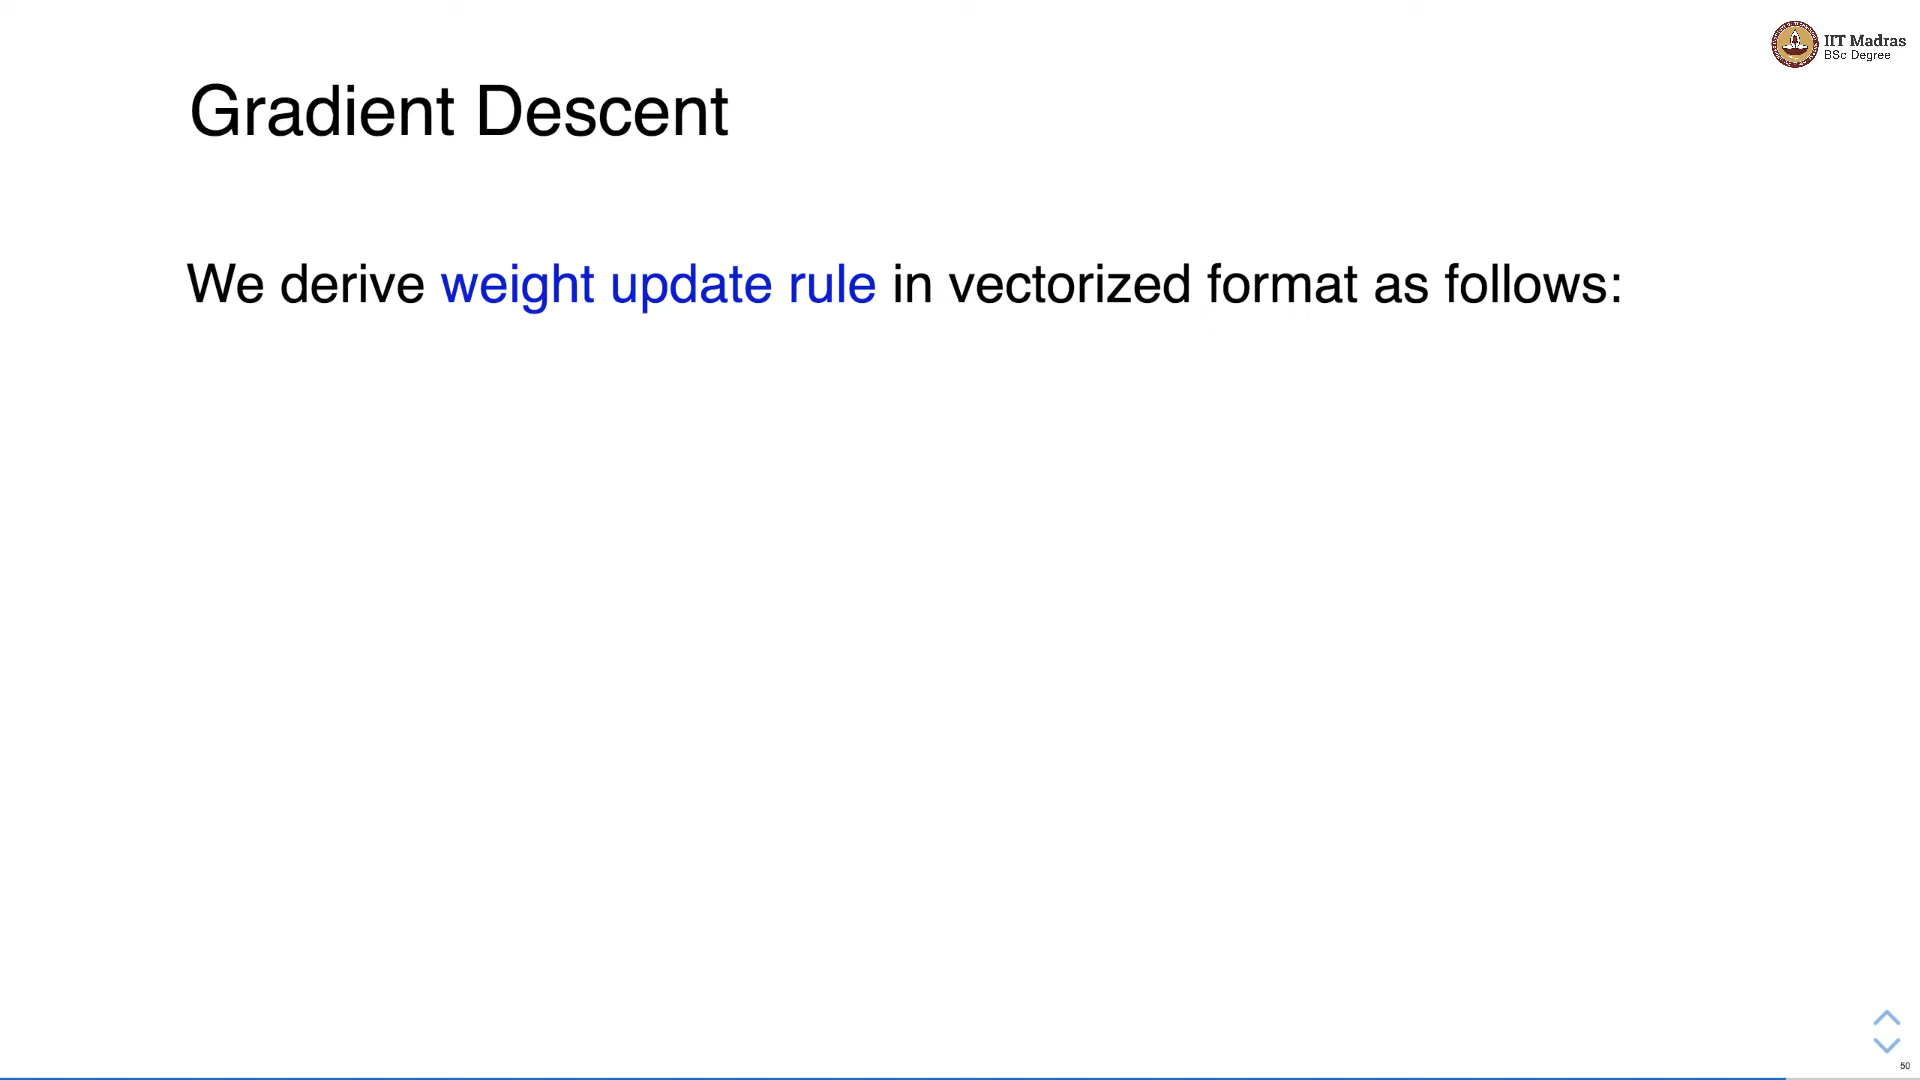 IIT Madras
BSc Degree
Gradient Descent
We derive weight update rule in vectorized format as follows:
50